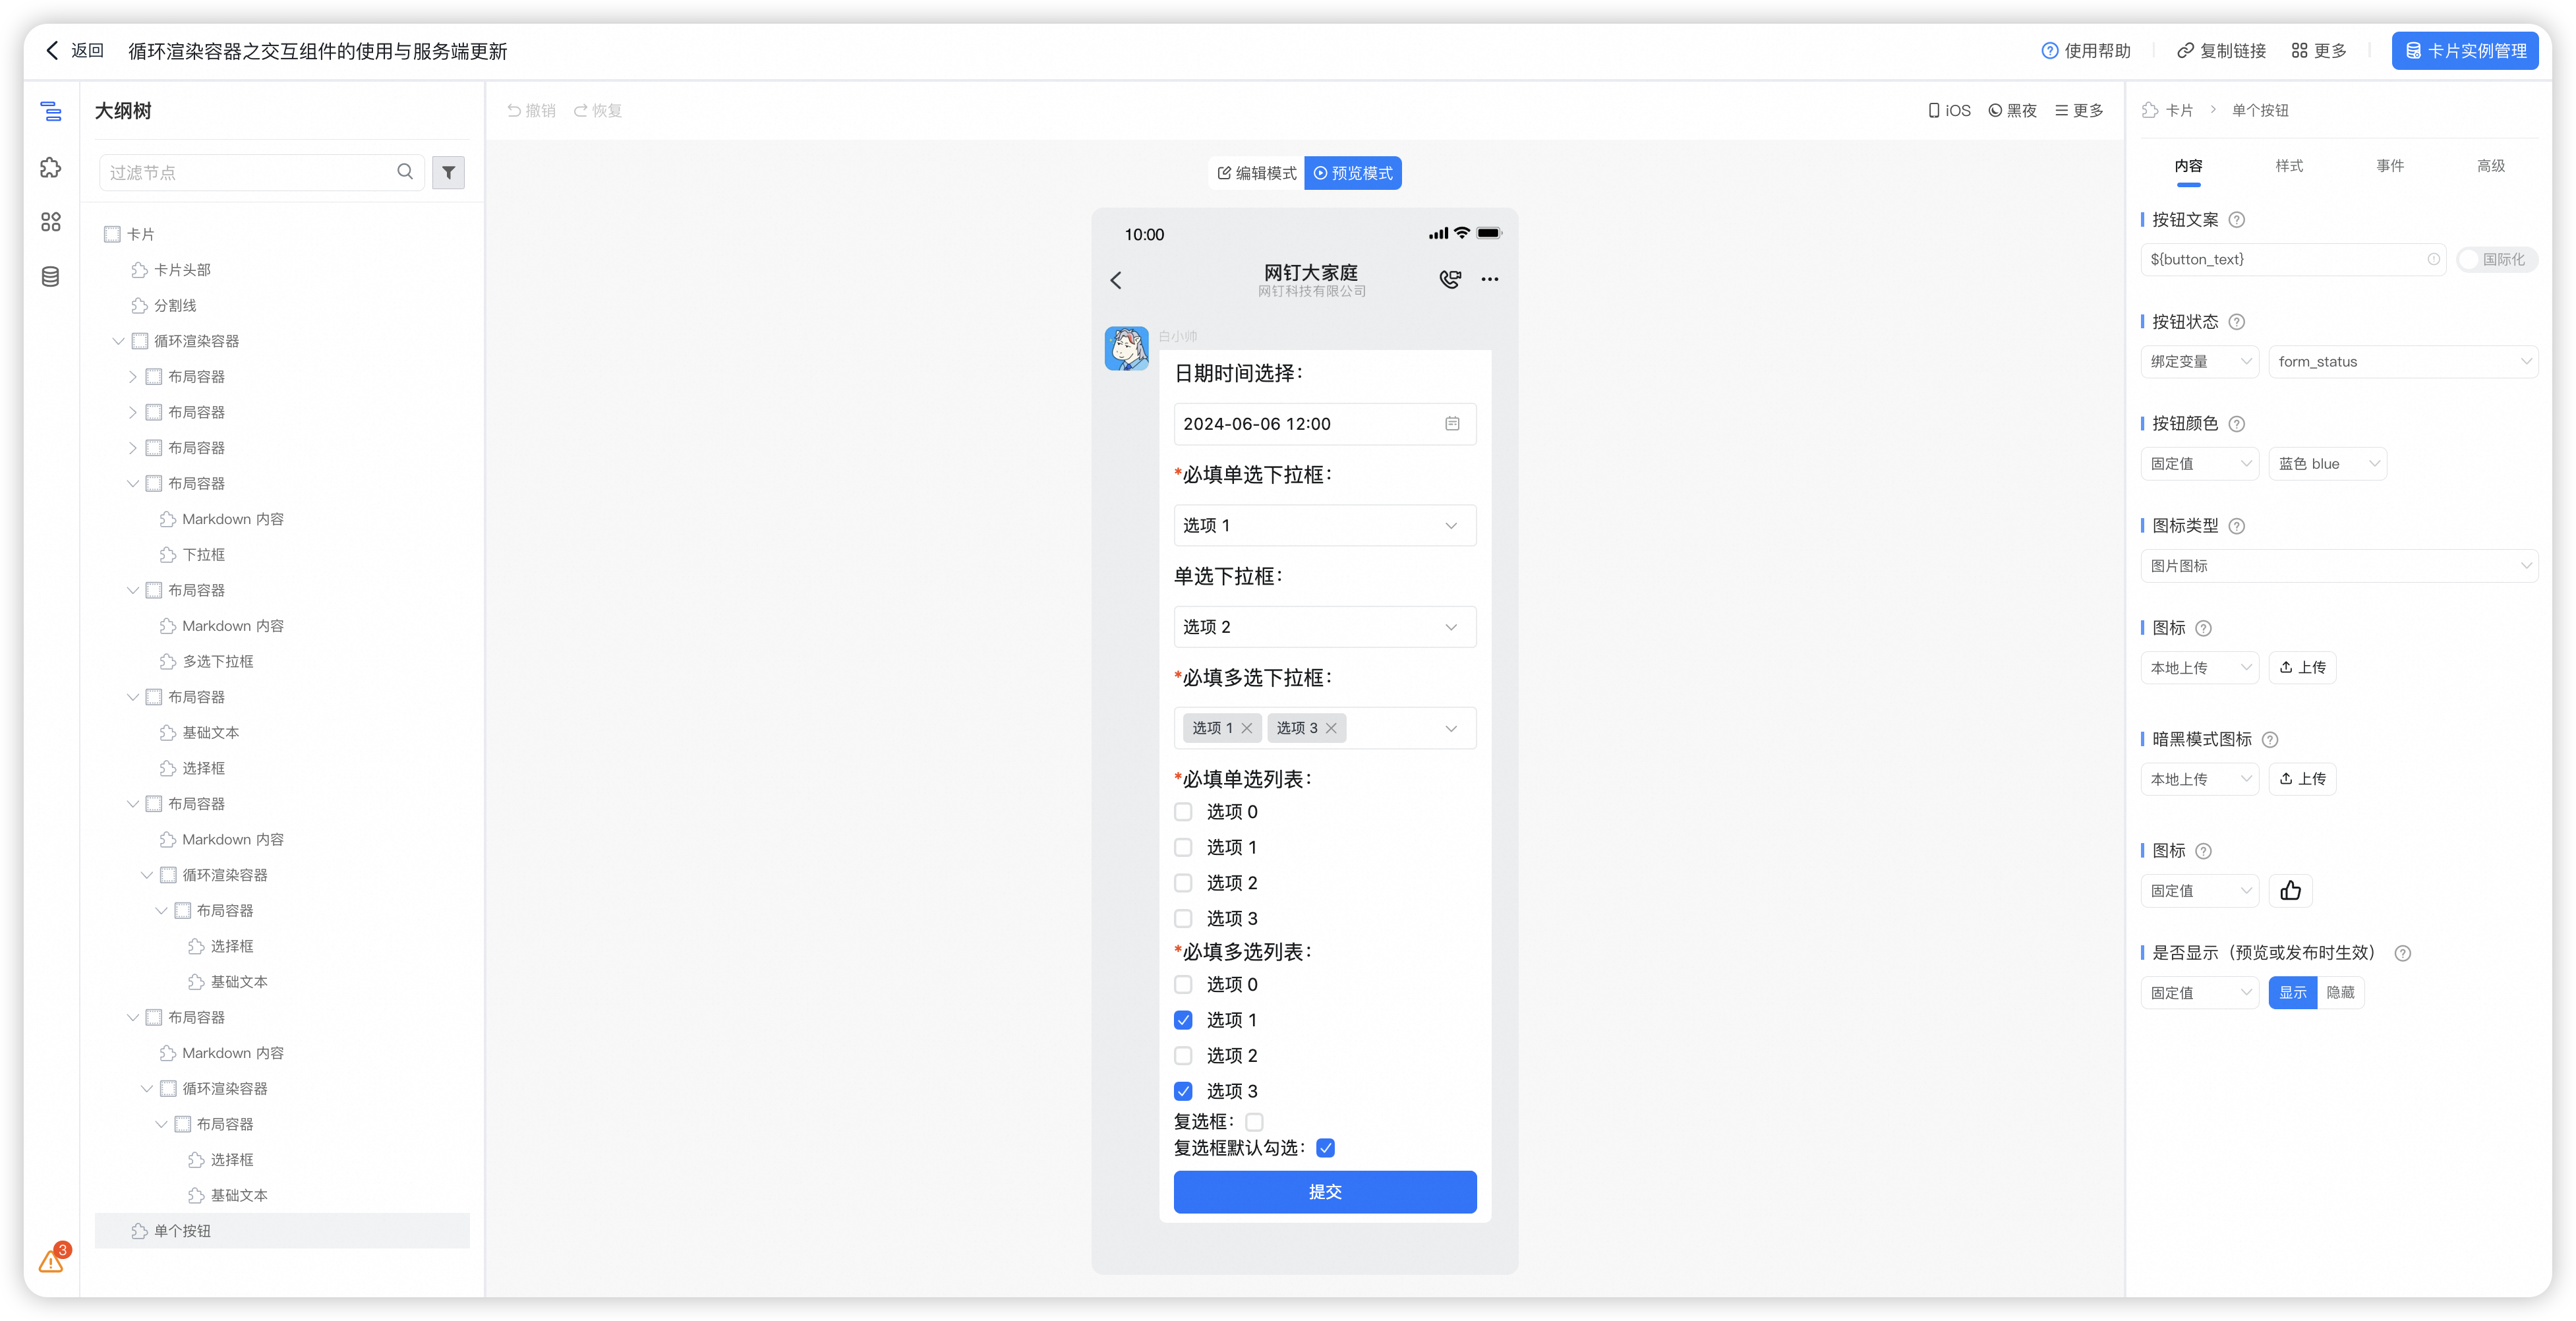 返回
循环渲染容器之交互组件的使用与服务端更新
使用帮助
复制链接
更多
卡片实例管理
大纲树
过滤节点
卡片
卡片头部
分割线
循环渲染容器
布局容器
布局容器
布局容器
布局容器
Markdown 内容
下拉框
布局容器
Markdown 内容
多选下拉框
布局容器
基础文本
选择框
布局容器
Markdown 内容
循环渲染容器
布局容器
选择框
基础文本
布局容器
Markdown 内容
循环渲染容器
布局容器
选择框
基础文本
单个按钮
3
撤销
恢复
iOS
黑夜
更多
编辑模式
预览模式
10:00
网钉大家庭
网钉科技有限公司
白小帅
日期时间选择：
2024-06-06 12:00
*必填单选下拉框：
选项 1
单选下拉框：
选项 2
*必填多选下拉框：
选项 1
选项 3
*必填单选列表：
选项 0
选项 1
选项 2
选项 3
*必填多选列表：
选项 0
选项 1
选项 2
选项 3
复选框：
复选框默认勾选：
提交
卡片 > 单个按钮
内容
样式
事件
高级
按钮文案
${button_text}
国际化
按钮状态
绑定变量
form_status
按钮颜色
固定值
蓝色 blue
图标类型
图片图标
图标
本地上传
上传
暗黑模式图标
本地上传
上传
图标
固定值
是否显示（预览或发布时生效）
固定值
显示
隐藏